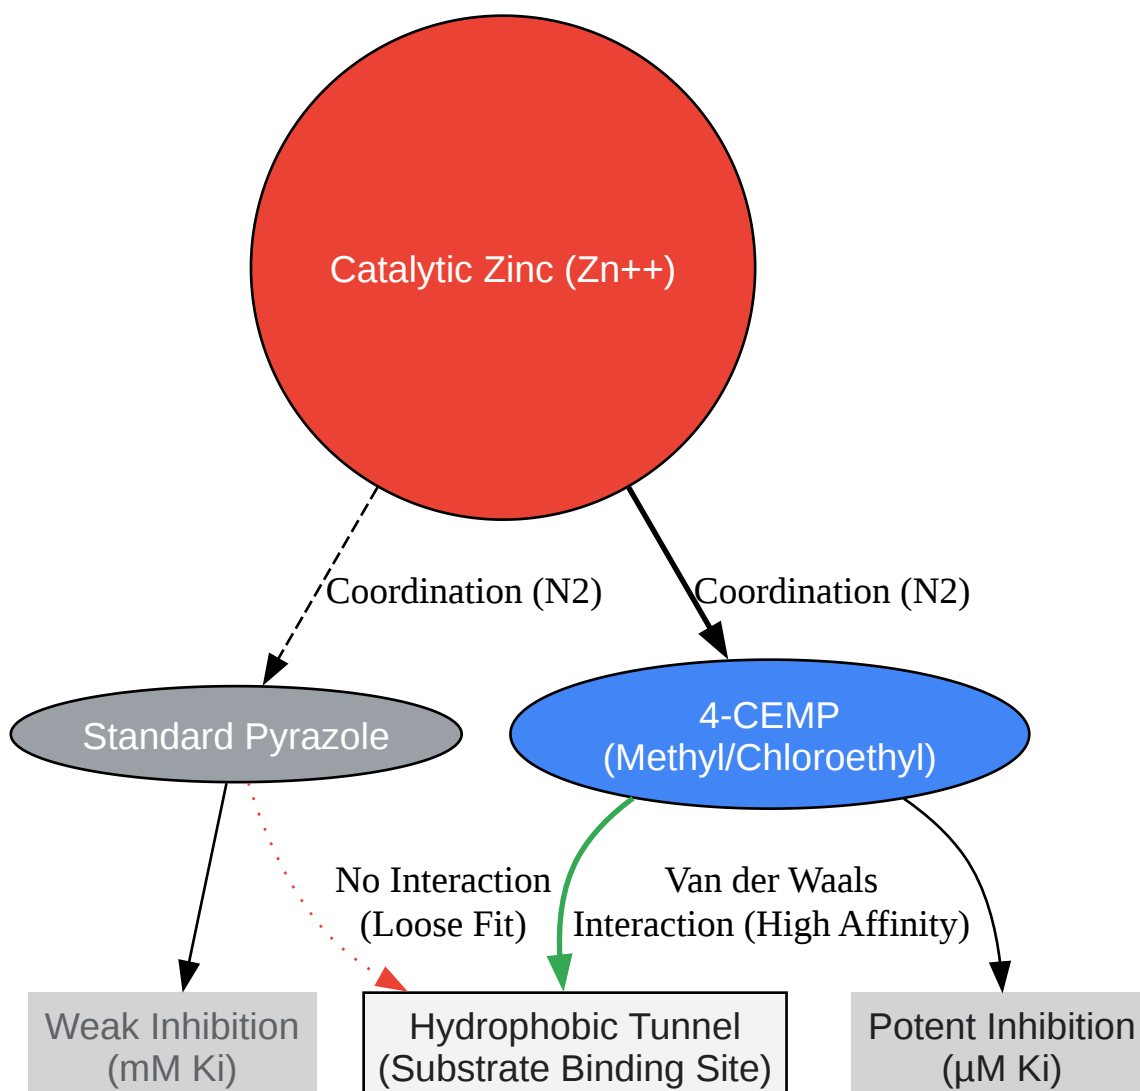 Catalytic Zinc (Zn++)
Coordination (N2)
Coordination (N2)
Standard Pyrazole
4-CEMP
(Methyl/Chloroethyl)
No Interaction
(Loose Fit)
Van der Waals
Interaction (High Affinity)
Weak Inhibition
(mM Ki)
Hydrophobic Tunnel
(Substrate Binding Site)
Potent Inhibition
(µM Ki)